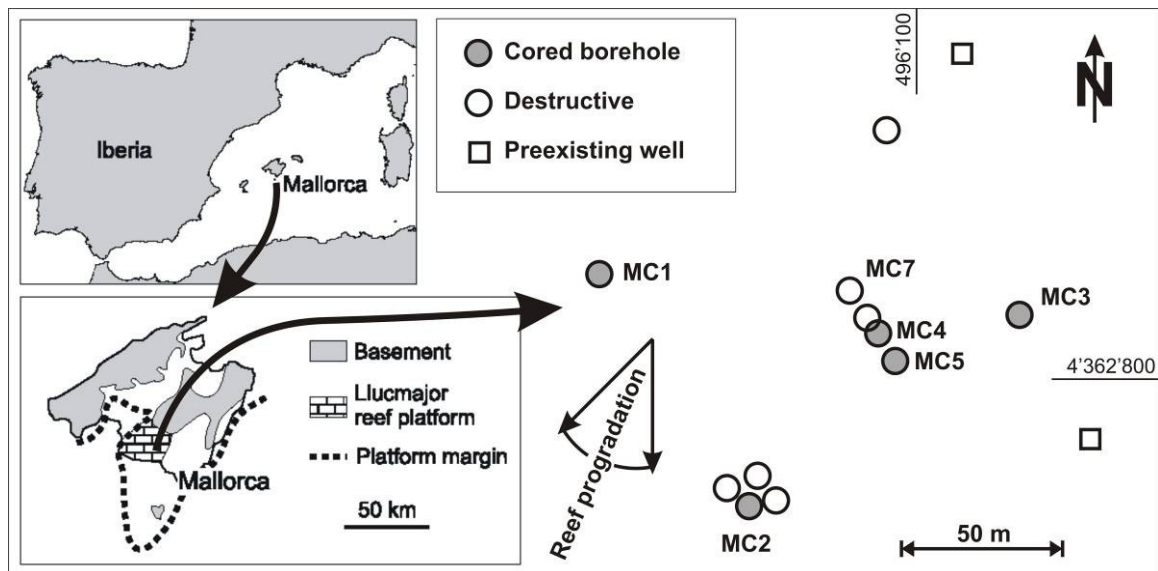 Iberia
Mallorca
Cored borehole
Destructive
Preexisting well
496'100
N
MC1
MC7
MC3
MC4
MC5
4'362'800
Basement
Llucmajor
reef platform
Platform margin
Mallorca
50 km
Reef progradation
MC2
50 m